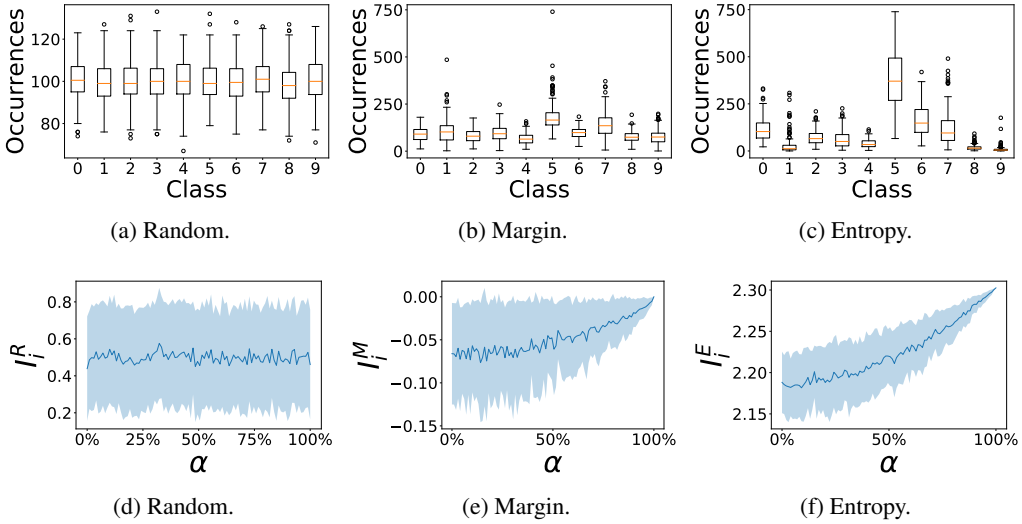 Occurrences
120
100
80
0 1 2 3 4 5 6 7 8 9
Class
(a) Random.
Occurrences
750
500
250
0
0 1 2 3 4 5 6 7 8 9
Class
(b) Margin.
Occurrences
750
500
250
0
0 1 2 3 4 5 6 7 8 9
Class
(c) Entropy.
I_i^R
0.8
0.6
0.4
0.2
0% 25% 50% 75% 100%
α
(d) Random.
I_i^M
0.00
−0.05
−0.10
−0.15
0% 50% 100%
α
(e) Margin.
I_i^E
2.30
2.25
2.20
2.15
0% 50% 100%
α
(f) Entropy.